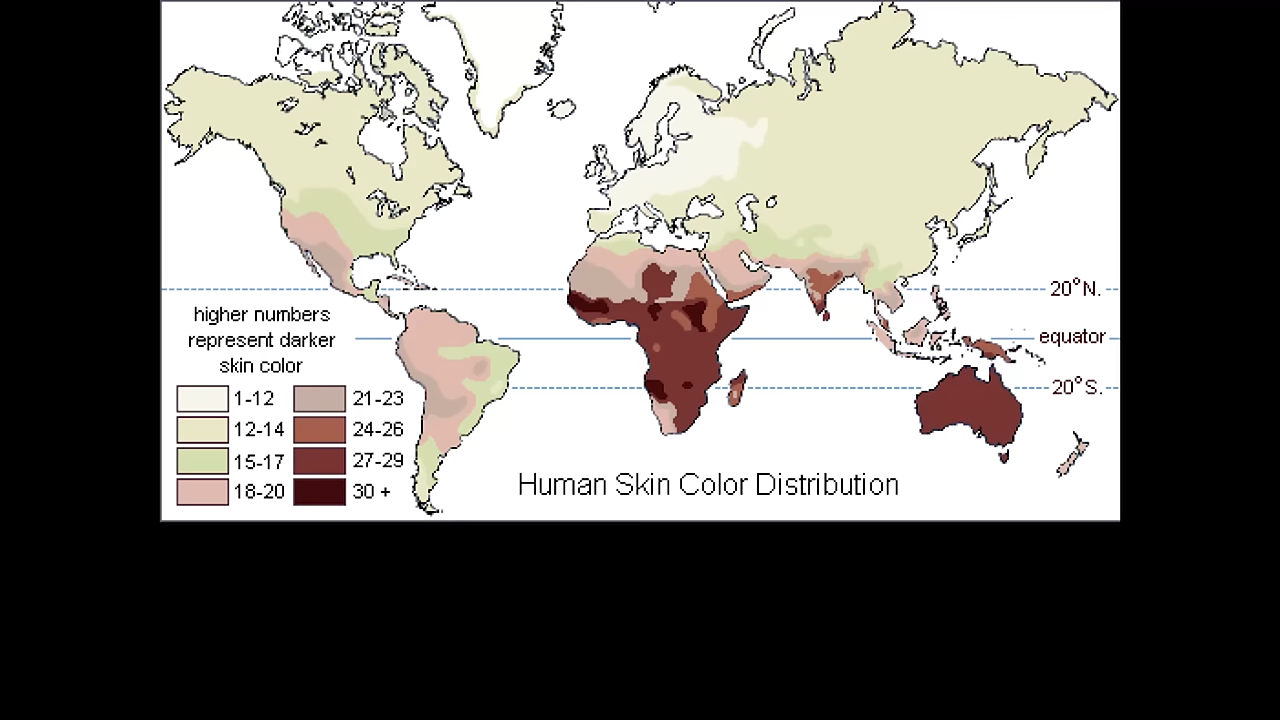 20°N.
higher numbers
represent darker
skin color
equator
20°S.
1-12
21-23
12-14
24-26
15-17
27-29
18-20
30 +
Human Skin Color Distribution